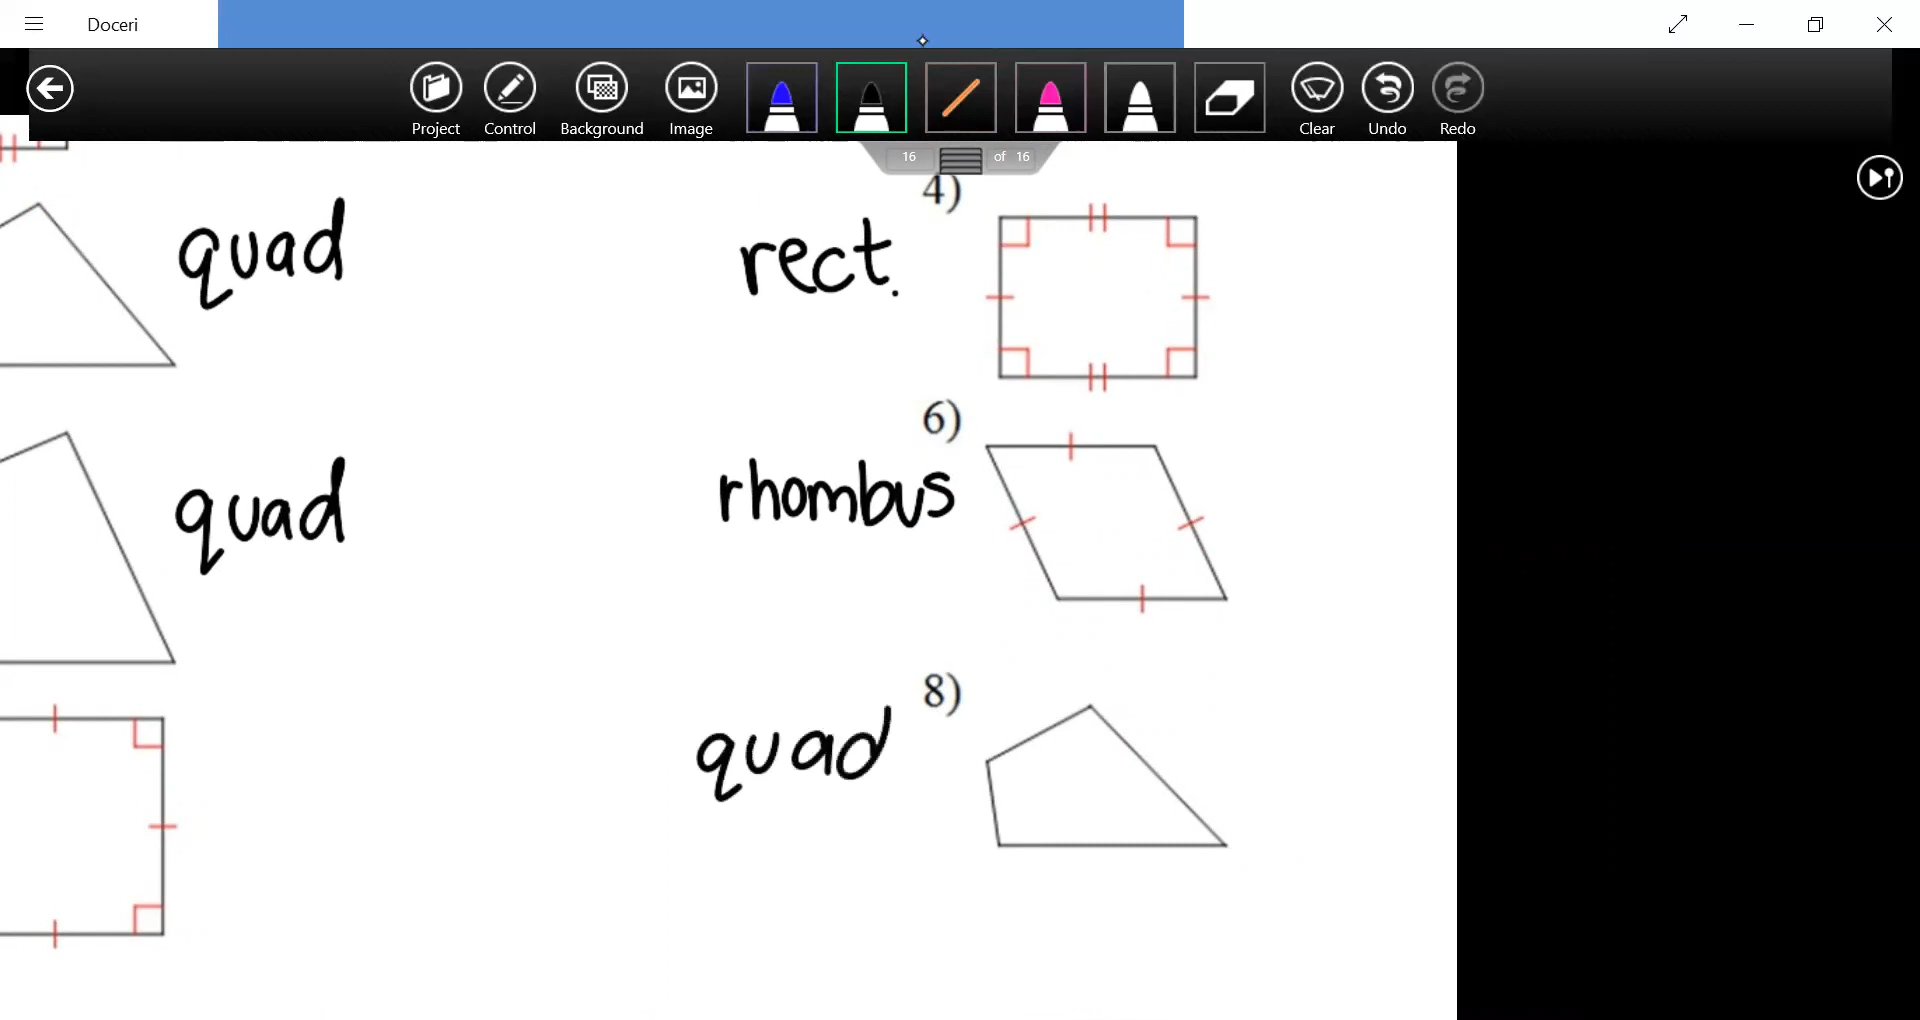 Doceri
Project Control Background Image Clear Undo Redo
16 of 16
4)
quad
rect.
6)
quad
rhombus
8)
quad